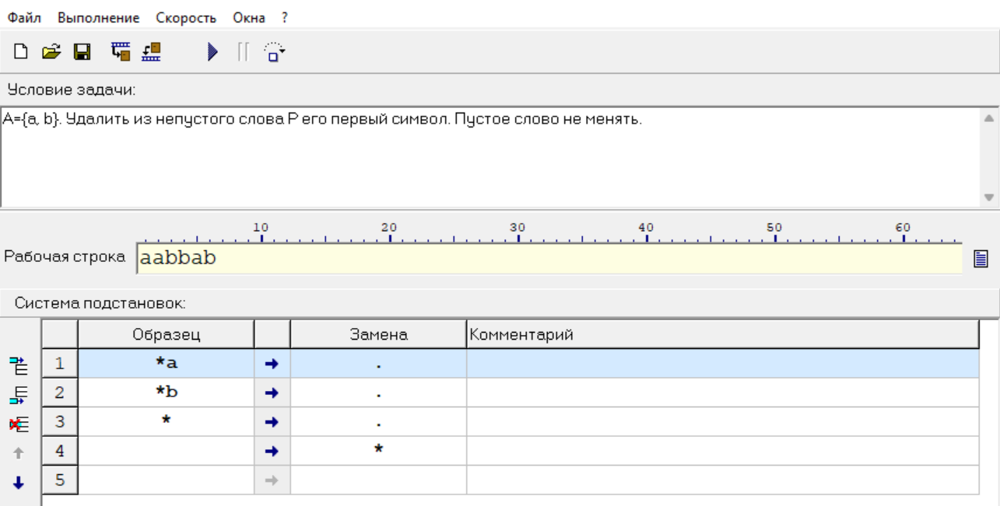 Файл Выполнение Скорость Окна ?
Условие задачи:
A={a, b}. Удалить из непустого слова P его первый символ. Пустое слово не менять.
10 20 30 40 50 60
Рабочая строка aabbab
Система подстановок:
Образец Замена Комментарий
1 *a → .
2 *b → .
3 * → .
4 → *
5 →